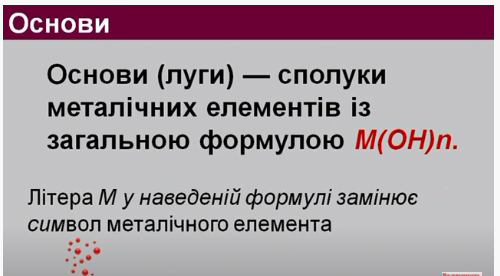 Основи
Основи (луги) — сполуки
металічних елементів із
загальною формулою M(OH)n.
Літера M у наведеній формулі замінює
символ металічного елемента